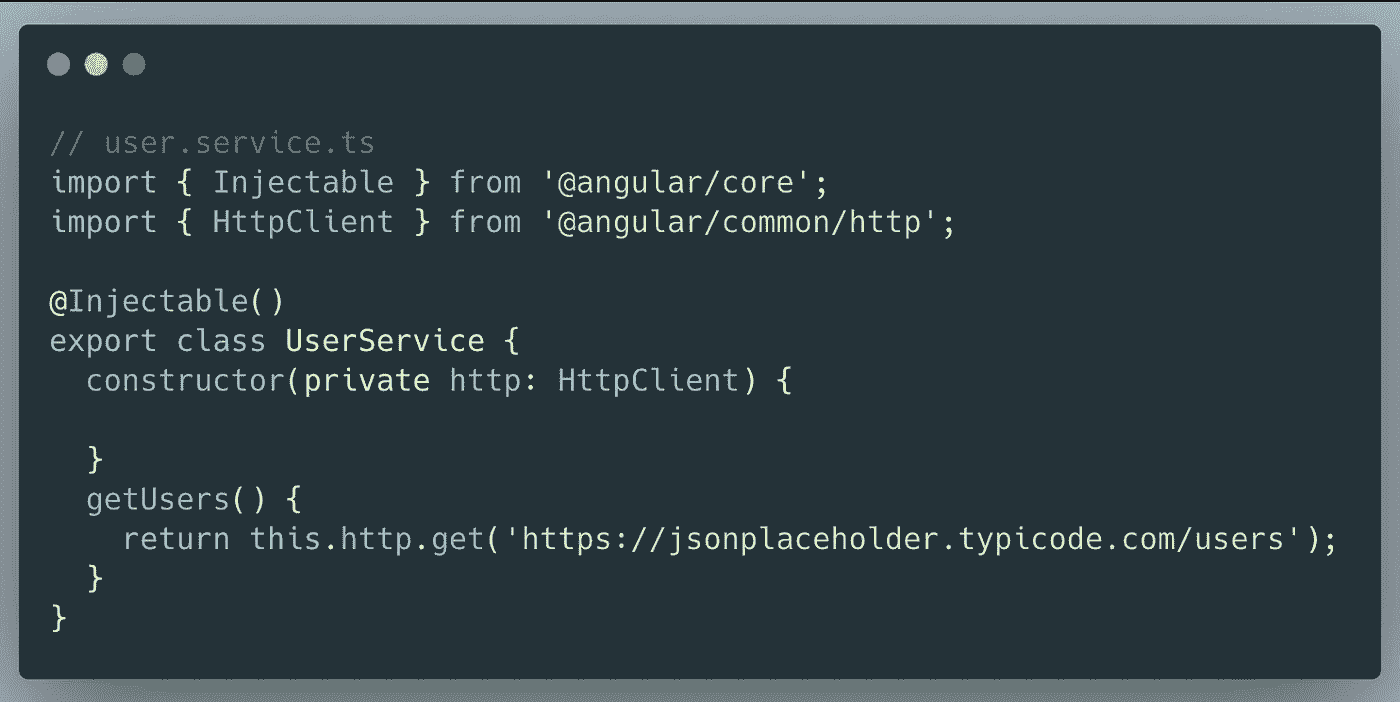 // user.service.ts
import { Injectable } from '@angular/core';
import { HttpClient } from '@angular/common/http';
@Injectable()
export class UserService {
  constructor(private http: HttpClient) {
  }
  getUsers() {
    return this.http.get('https://jsonplaceholder.typicode.com/users');
  }
}